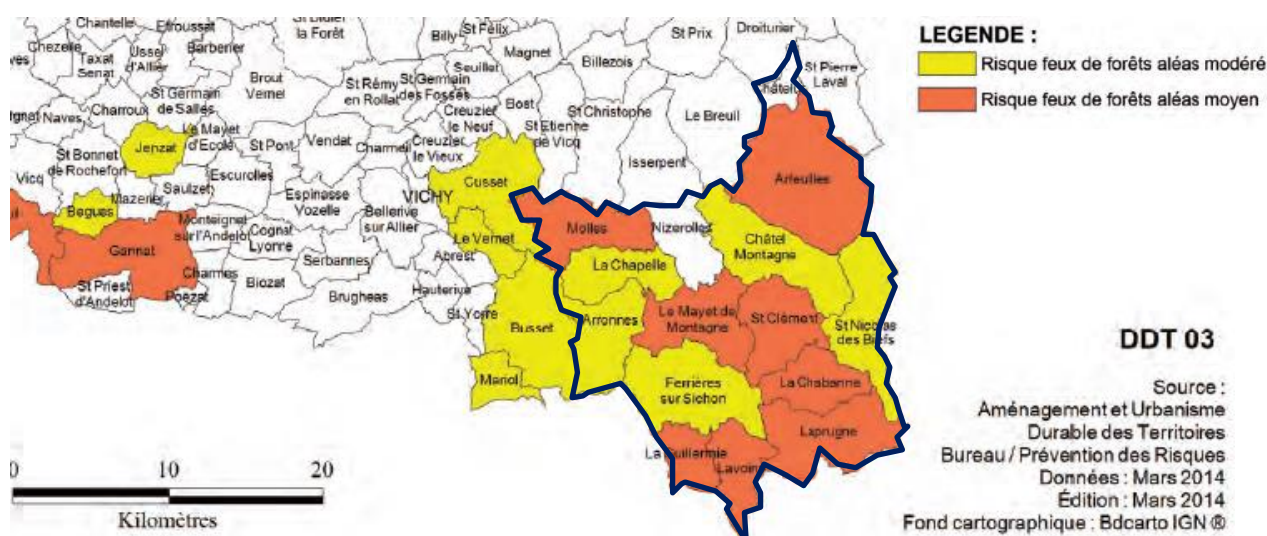 Chantelle
Etroussat
St Didier
la Forêt
Billy
St Félix
St Prix
Droiturier
Chezelle
Taxat
Senat
Ussel
d'Allier
Barberier
Magnet
Billezois
St Pierre
Laval
Seuillet
Brout
Vernet
St Rémy
en Rollat
St Germain
des Fossés
Châtelus
St Germain
de Salles
Charroux
Naves
Bost
St Christophe
Creuzier
le Neuf
Le Breuil
Le Mayet
d'Ecole
St Pont
Vendat
Charmeil
Creuzier
le Vieux
St Etienne
de Vicq
Jenzat
St Bonnet
de Rochefort
Isserpent
Vicq
Escurolles
Saulzet
Mazerier
Cusset
Arfeuilles
VICHY
Espinasse
Vozelle
Begues
Bellerive
sur Allier
Monteignet
sur l'Andelot
Cognat
Lyonne
Molles
Nizerolles
Le Vernet
Châtel
Montagne
Gannat
Serbannes
Abrest
La Chapelle
Charmes
Biozat
St Priest
d'Andelot
Poëzat
Brugheas
Hauterive
St Yorre
Busset
Arronnes
Le Mayet de
Montagne
St Clément
St Nicolas
des Biefs
Mariol
Ferrières
sur Sichon
La Chabanne
Laprugne
La Guillermie
Lavoine
0 10 20
Kilomètres
LEGENDE :
Risque feux de forêts aléas modéré
Risque feux de forêts aléas moyen
DDT 03
Source :
Aménagement et Urbanisme
Durable des Territoires
Bureau / Prévention des Risques
Données : Mars 2014
Édition : Mars 2014
Fond cartographique : Bdcarto IGN ®